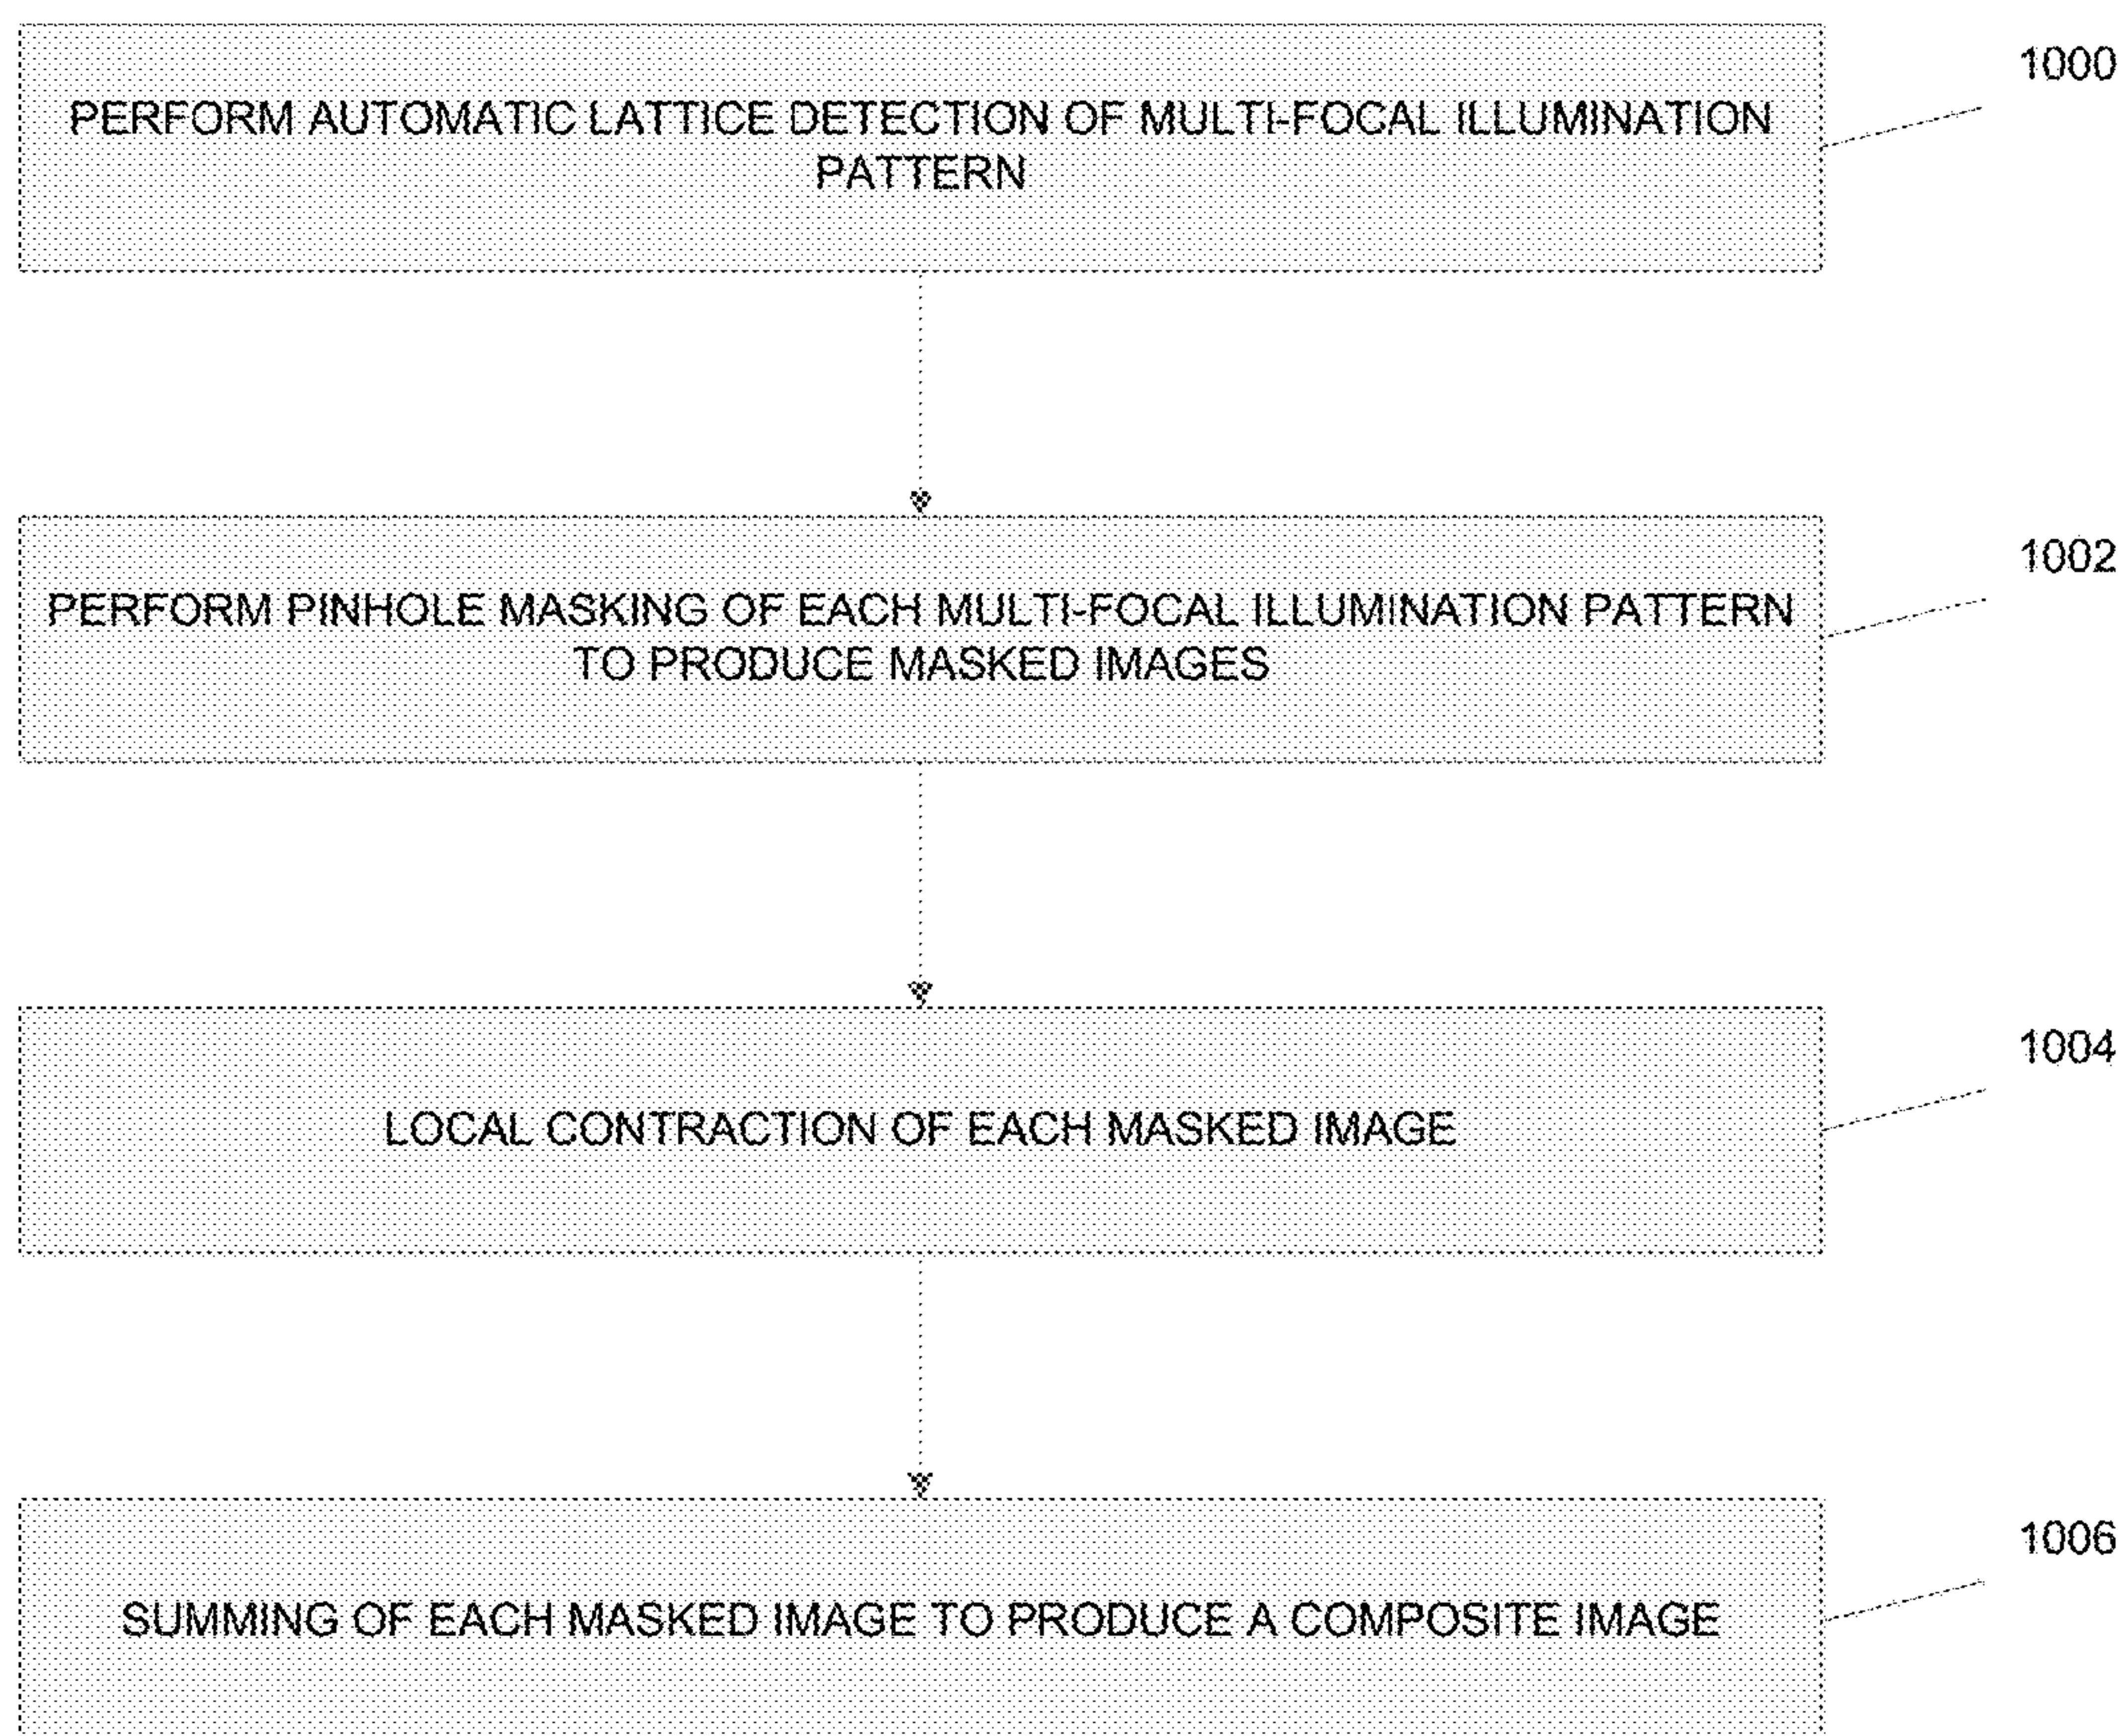 1000
PERFORM AUTOMATIC LATTICE DETECTION OF MULTI-FOCAL ILLUMINATION
PATTERN
1002
PERFORM PINHOLE MASKING OF EACH MULTI-FOCAL ILLUMINATION PATTERN
TO PRODUCE MASKED IMAGES
1004
LOCAL CONTRACTION OF EACH MASKED IMAGE
1006
SUMMING OF EACH MASKED IMAGE TO PRODUCE A COMPOSITE IMAGE